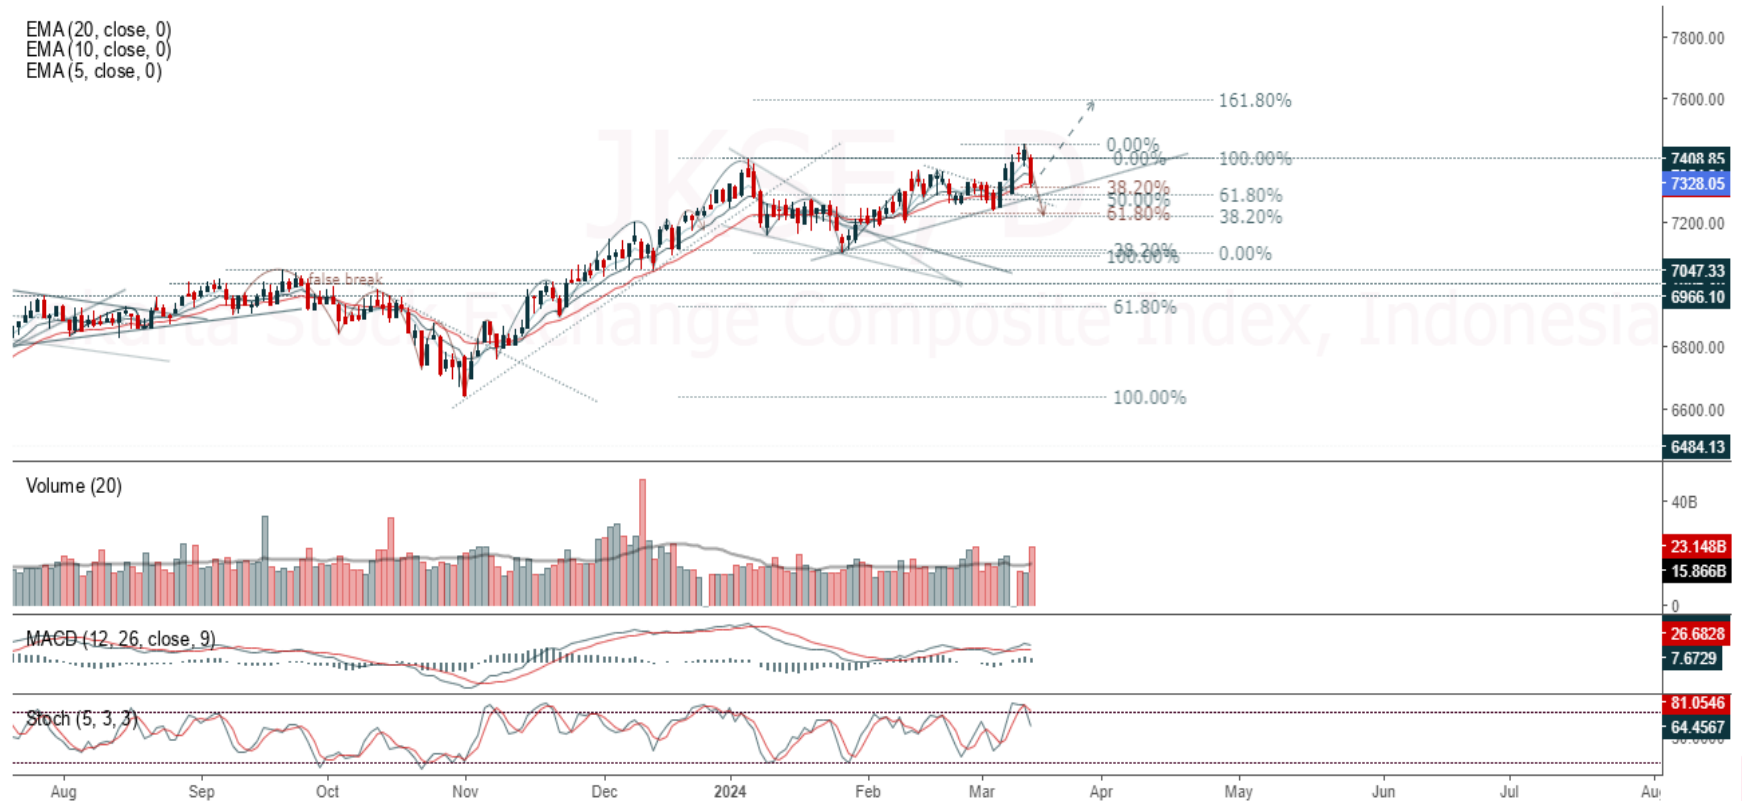 EMA (20, close, 0)
EMA (10, close, 0)
EMA (5, close, 0)
JKSE, D
Jakarta Stock Exchange Composite Index, Indonesia
false break
161.80%
0.00%
0.00%
100.00%
38.20%
50.00%
61.80%
61.80%
38.20%
38.20%
100.00%
0.00%
61.80%
100.00%
7800.00
7600.00
7408.85
7328.05
7200.00
7047.33
6966.10
6800.00
6600.00
6484.13
Volume (20)
40B
23.148B
15.866B
0
MACD (12, 26, close, 9)
26.6828
7.6729
Stoch (5, 3, 3)
81.0546
64.4567
Aug Sep Oct Nov Dec 2024 Feb Mar Apr May Jun Jul Au